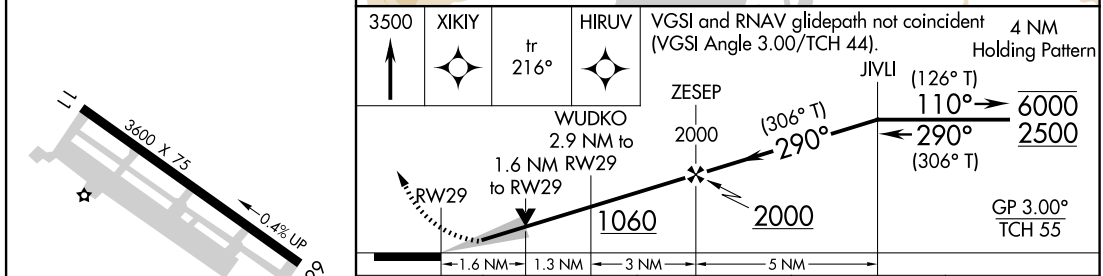 3500
XIKIY
tr
216°
HIRUV
VGSI and RNAV glidepath not coincident
(VGSI Angle 3.00/TCH 44).
4 NM
Holding Pattern
JIVLI
(126° T)
110°
6000
2500
290°
(306° T)
ZESEP
2000
(306° T)
290°
WUDKO
2.9 NM to
RW29
1.6 NM
to RW29
RW29
1060
2000
GP 3.00°
TCH 55
1.6 NM
1.3 NM
3 NM
5 NM
11
3600 X 75
0.4% UP